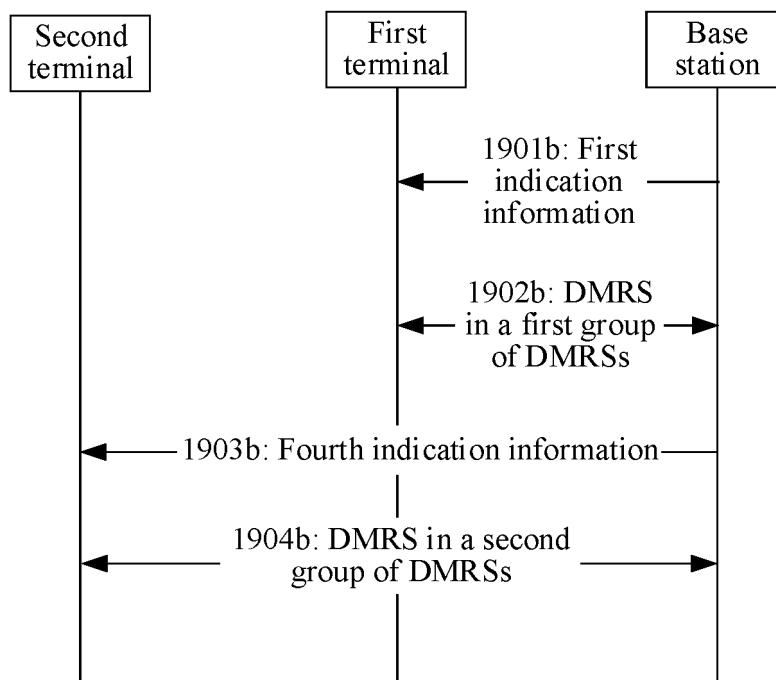 Second
terminal
First
terminal
Base
station
1901b: First
indication
information
1902b: DMRS
in a first group
of DMRSs
1903b: Fourth indication information
1904b: DMRS in a second
group of DMRSs